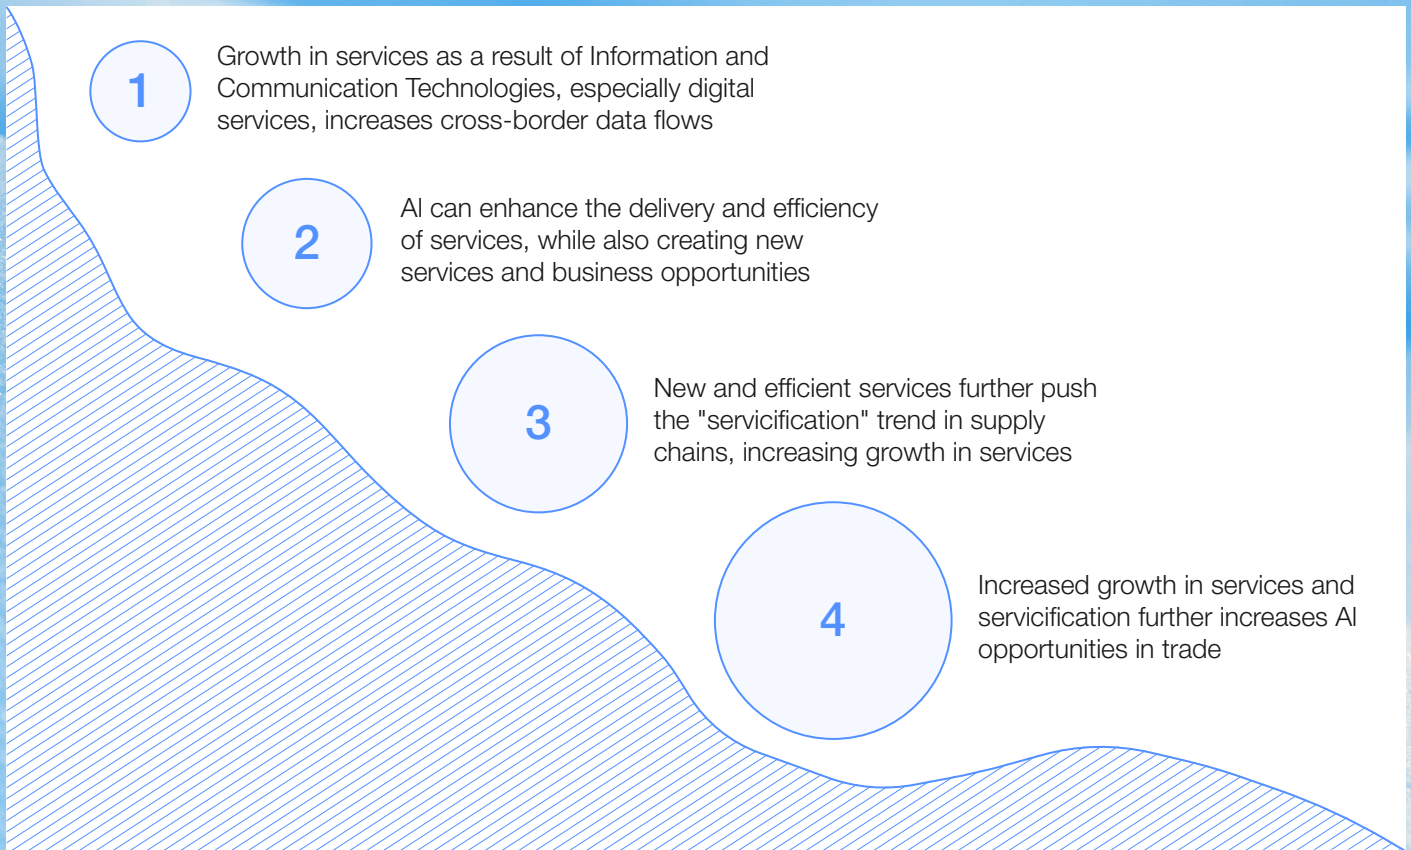 1
Growth in services as a result of Information and
Communication Technologies, especially digital
services, increases cross-border data flows
2
AI can enhance the delivery and efficiency
of services, while also creating new
services and business opportunities
3
New and efficient services further push
the "servicification" trend in supply
chains, increasing growth in services
4
Increased growth in services and
servicification further increases AI
opportunities in trade